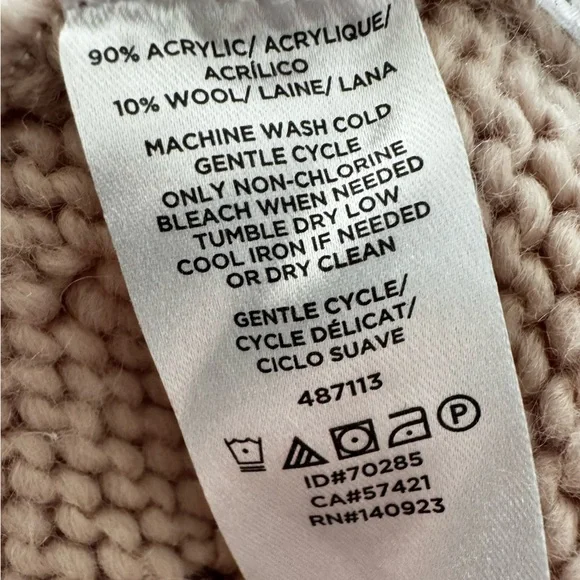 90% ACRYLIC/ ACRYLIQUE/
ACRÍLICO
10% WOOL/ LAINE/ LANA
MACHINE WASH COLD
GENTLE CYCLE
ONLY NON-CHLORINE
BLEACH WHEN NEEDED
TUMBLE DRY LOW
COOL IRON IF NEEDED
OR DRY CLEAN
GENTLE CYCLE/
CYCLE DÉLICAT/
CICLO SUAVE
487113
P
ID#70285
CA#57421
RN#140923